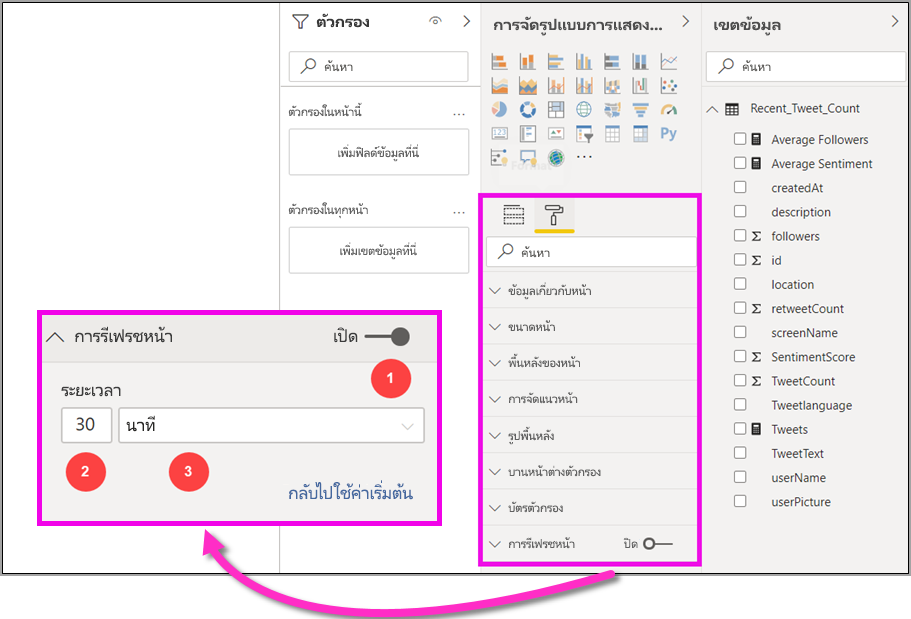 ตัวกรอง
ค้นหา
ตัวกรองในหน้านี้ ...
เพิ่มฟิลด์ข้อมูลที่นี่
ตัวกรองในทุกหน้า ...
เพิ่มเขตข้อมูลที่นี่
การจัดรูปแบบการแสดง...
123
Py
...
ค้นหา
ข้อมูลเกี่ยวกับหน้า
ขนาดหน้า
พื้นหลังของหน้า
การจัดแนวหน้า
รูปพื้นหลัง
บานหน้าต่างตัวกรอง
บัตรตัวกรอง
การรีเฟรชหน้า ปิด
เขตข้อมูล
ค้นหา
Recent_Tweet_Count
Average Followers
Average Sentiment
createdAt
description
Σ followers
Σ id
location
Σ retweetCount
screenName
Σ SentimentScore
Σ TweetCount
Tweetlanguage
Tweets
TweetText
userName
userPicture
การรีเฟรชหน้า เปิด
1
ระยะเวลา
30 นาที
2 3
กลับไปใช้ค่าเริ่มต้น